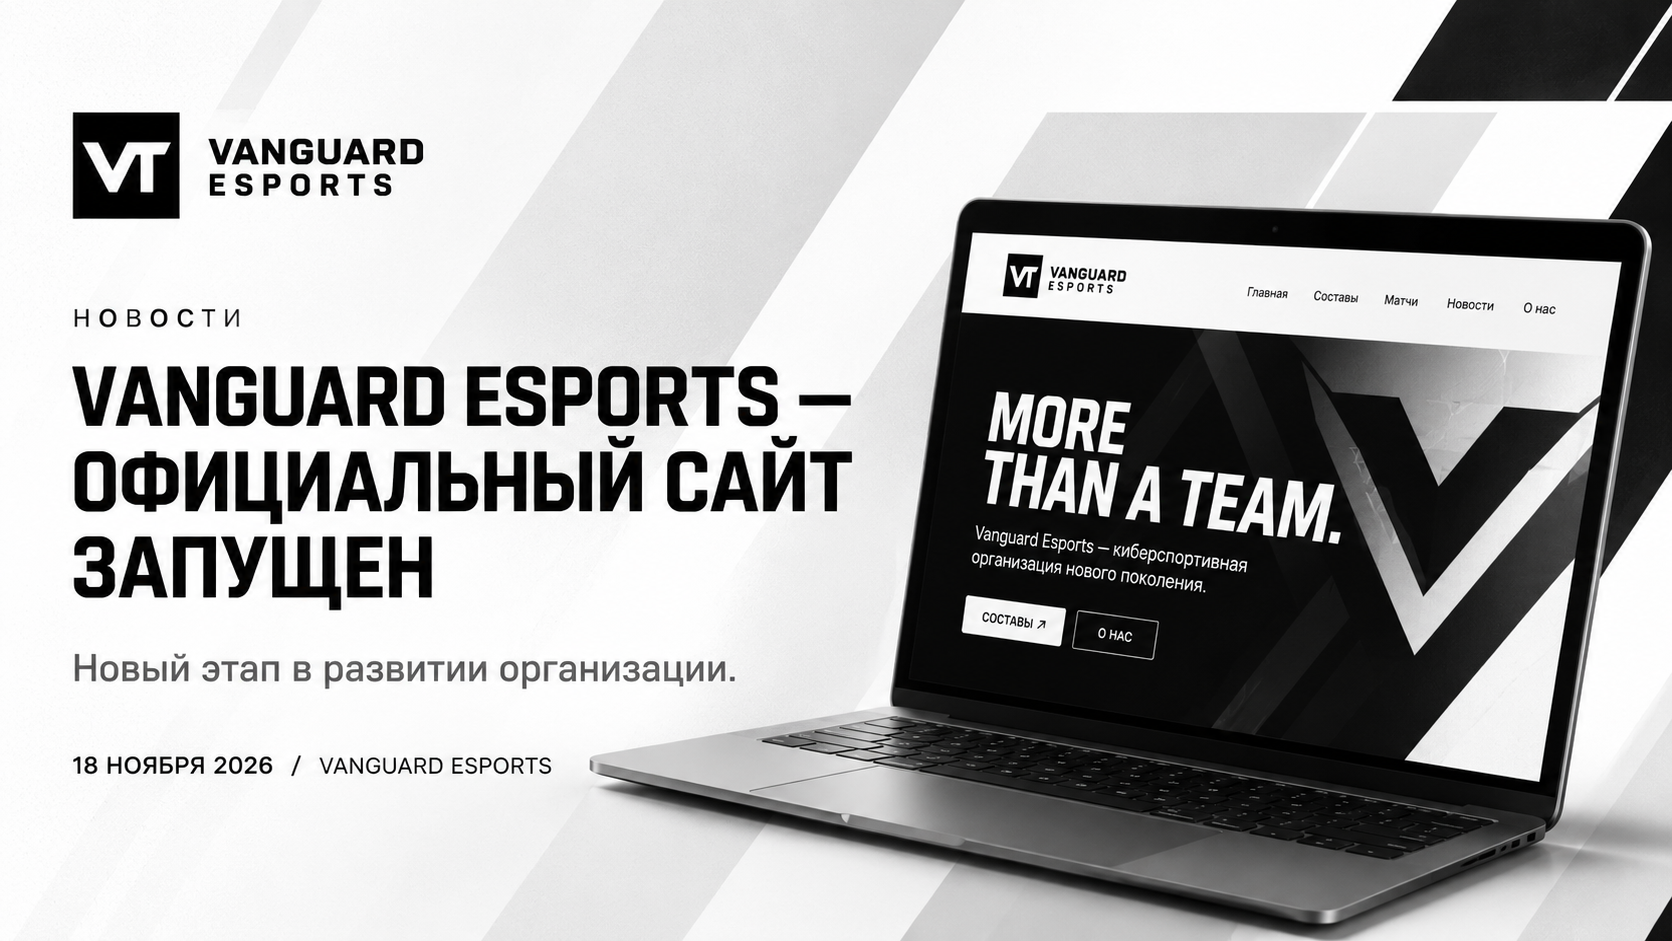 VT
VANGUARD
ESPORTS
НОВОСТИ
VANGUARD ESPORTS —
ОФИЦИАЛЬНЫЙ САЙТ
ЗАПУЩЕН
Новый этап в развитии организации.
18 НОЯБРЯ 2026 / VANGUARD ESPORTS
VT
VANGUARD
ESPORTS
Главная Составы Матчи Новости О нас
MORE
THAN A TEAM.
Vanguard Esports — киберспортивная
организация нового поколения.
СОСТАВЫ ↗ О НАС